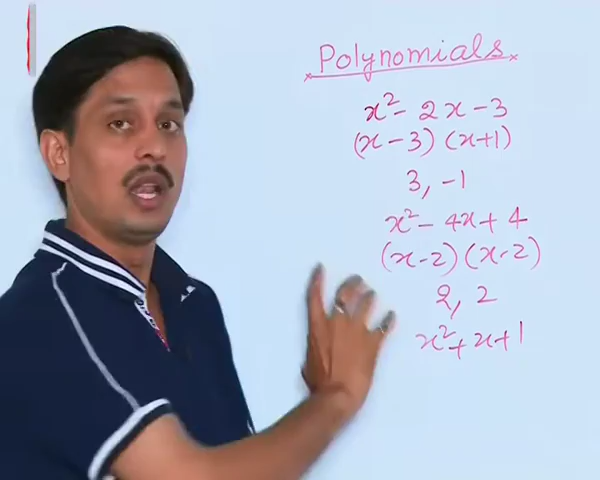 Polynomials
x² - 2x - 3
(x - 3) (x+1)
3, -1
x² - 4x + 4
(x - 2) (x - 2)
2, 2
x² + x + 1